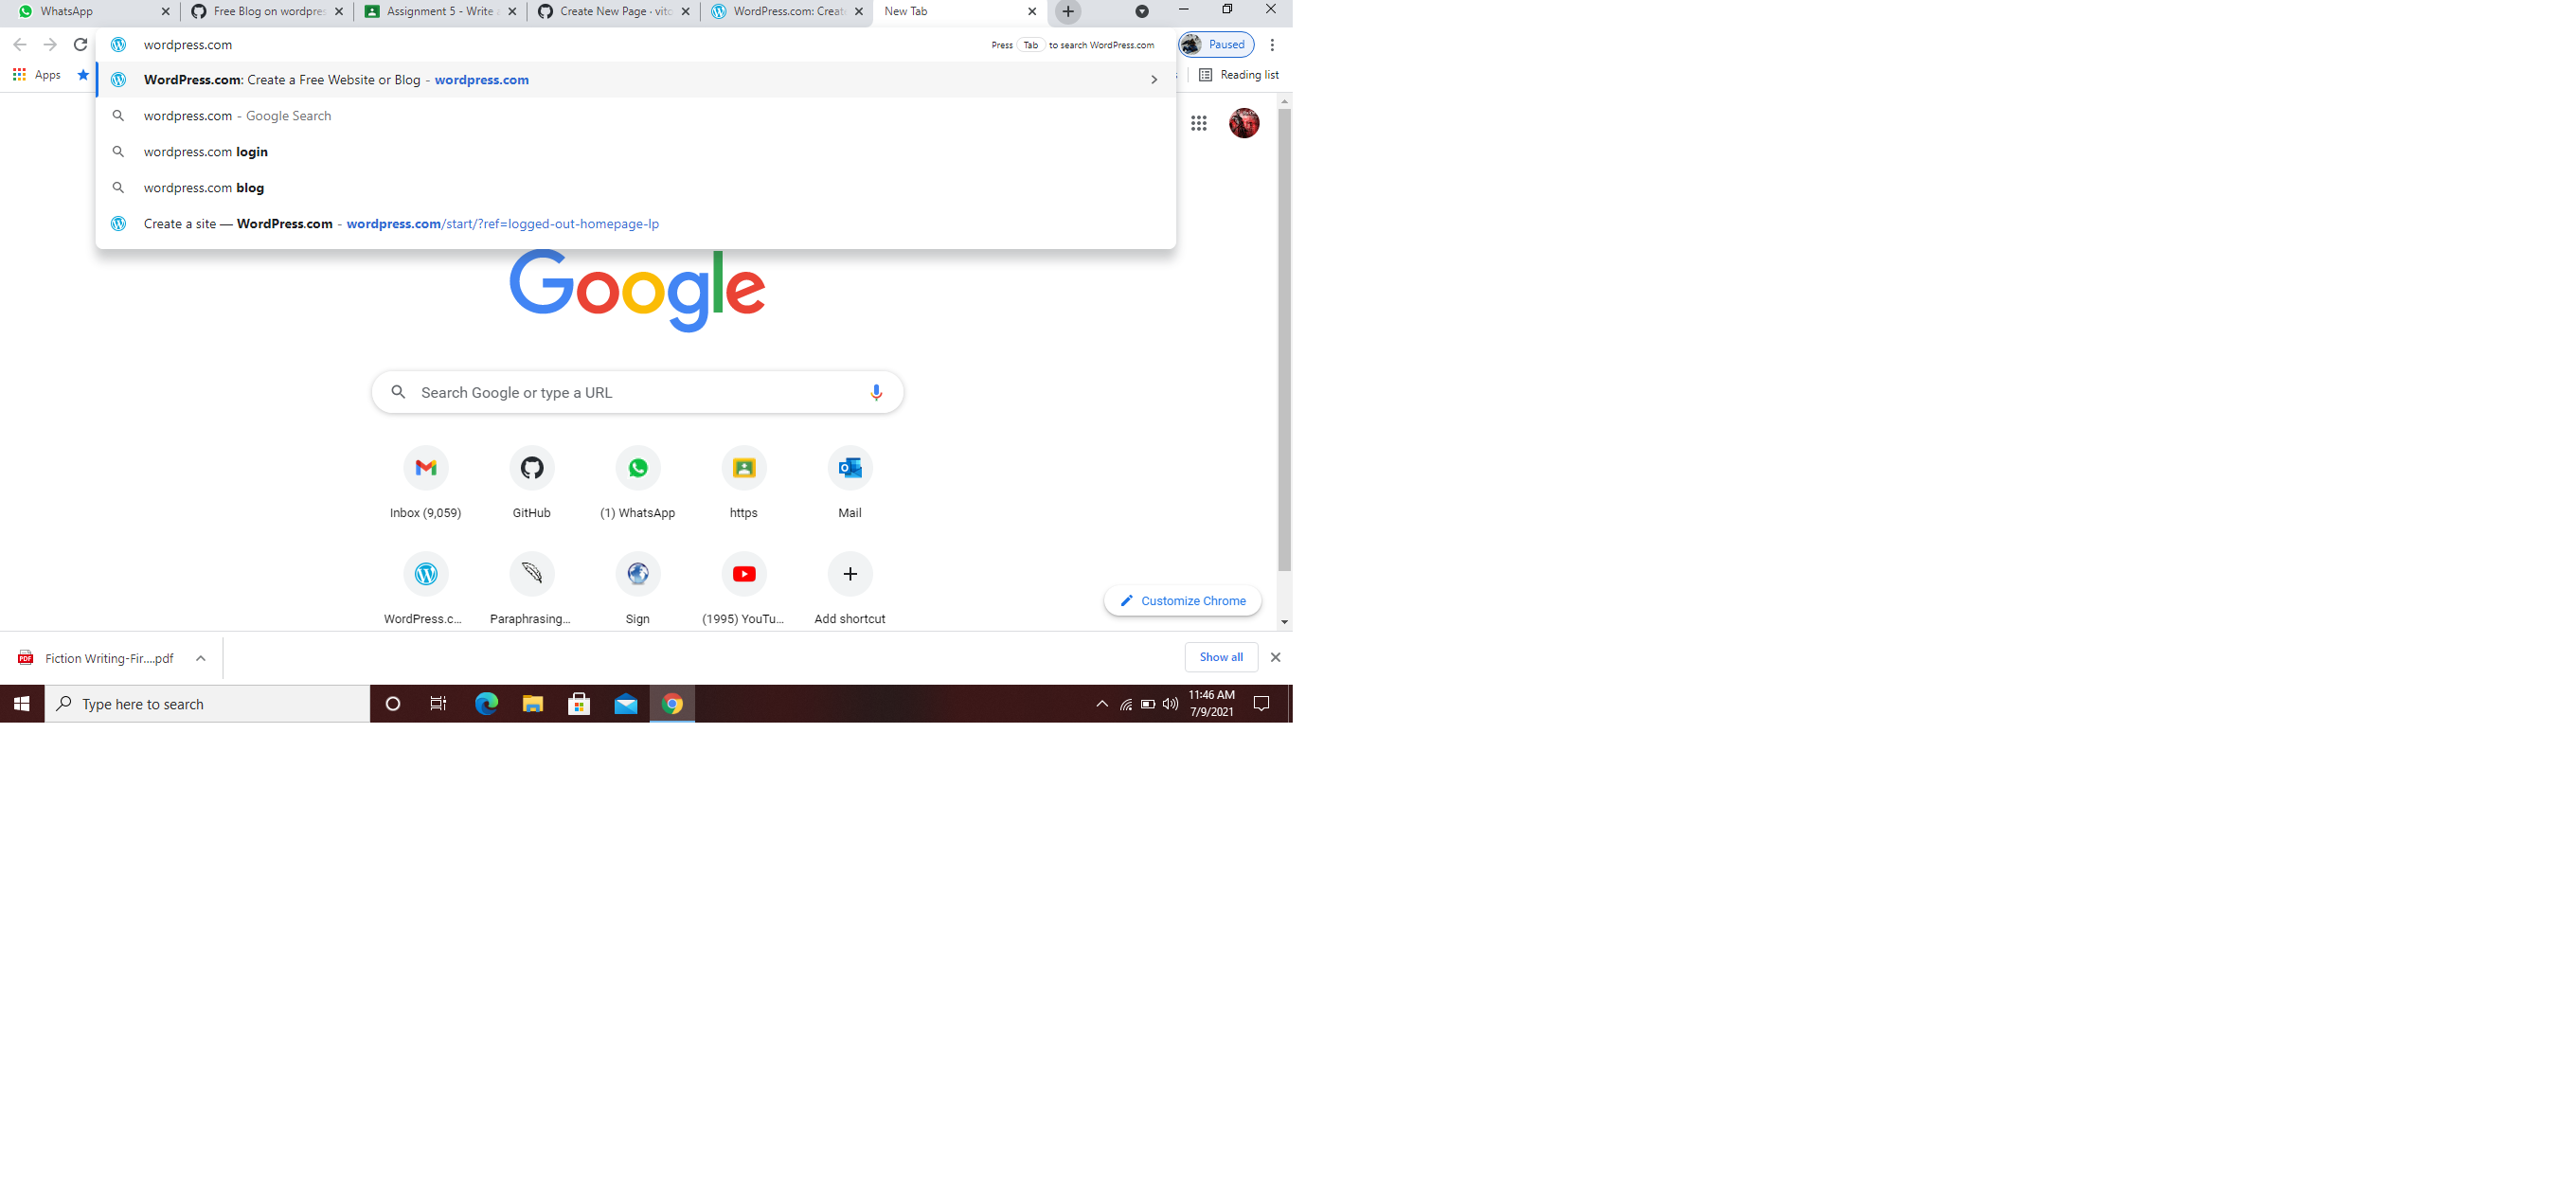 WhatsApp
Free Blog on wordpres
Assignment 5 - Write
Create New Page · vito
WordPress.com: Create
New Tab
wordpress.com
Press Tab to search WordPress.com
Paused
Apps
WordPress.com: Create a Free Website or Blog - wordpress.com
Reading list
wordpress.com - Google Search
wordpress.com login
wordpress.com blog
Create a site — WordPress.com - wordpress.com/start/?ref=logged-out-homepage-lp
Google
Search Google or type a URL
Inbox (9,059)
GitHub
(1) WhatsApp
https
Mail
WordPress.c...
Paraphrasing...
Sign
(1995) YouTu...
Add shortcut
Customize Chrome
Fiction Writing-Fir....pdf
Show all
Type here to search
11:46 AM
7/9/2021